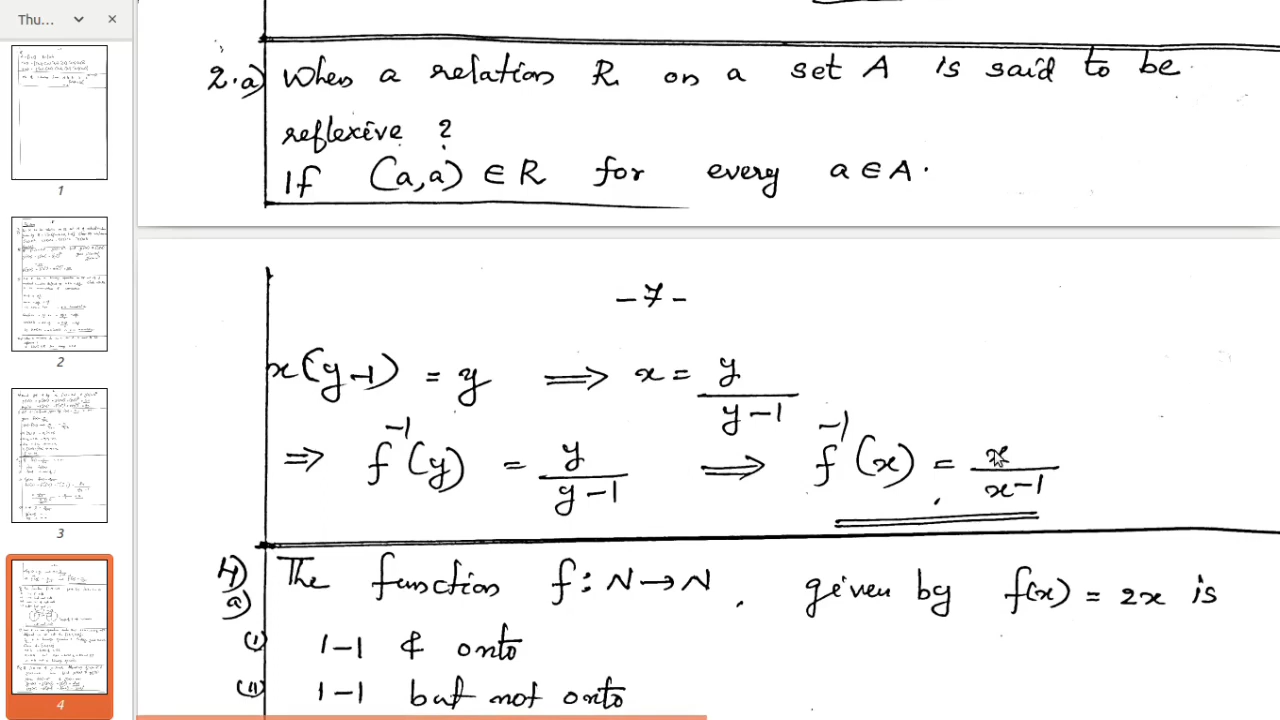 Thu...
1
2
3
4
2.a) When a relation R on a set A is said to be
reflexive ?
If (a,a) ∈ R for every a ∈ A.
-7-
x(y-1) = y ⟹ x = y/(y-1)
⟹ f⁻¹(y) = y/(y-1) ⟹ f⁻¹(x) = x/(x-1)
4) a) The function f: N→N, given by f(x) = 2x is
(i) 1-1 & onto
(ii) 1-1 but not onto